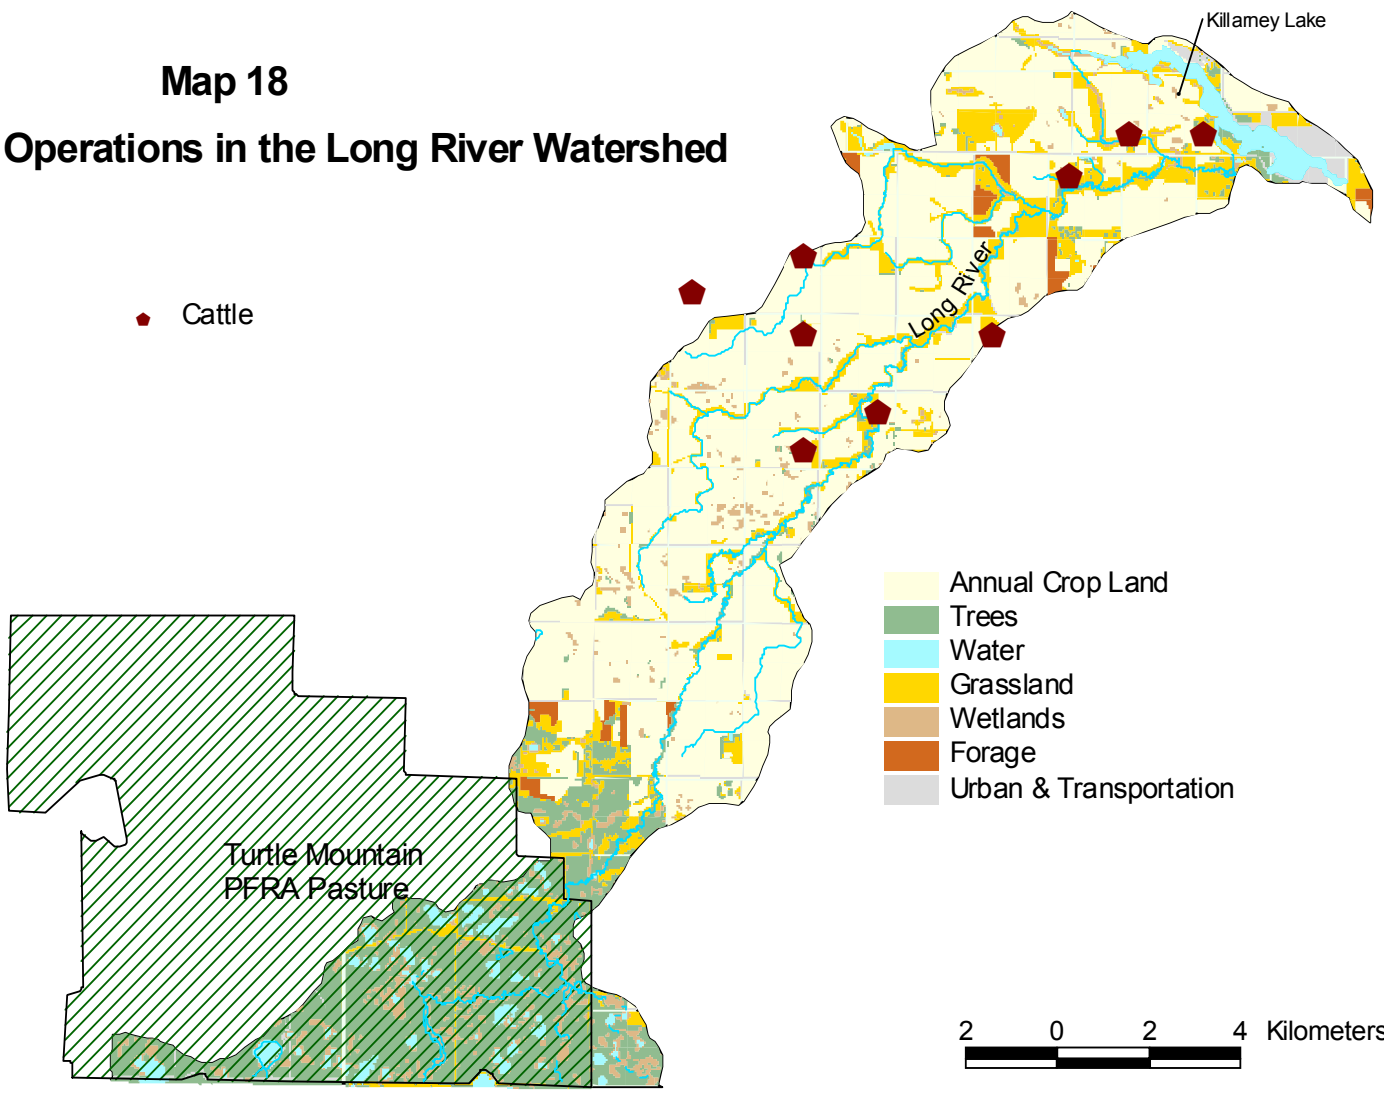 Killarney Lake
Map 18
Operations in the Long River Watershed
Long River
Cattle
Annual Crop Land
Trees
Water
Grassland
Wetlands
Forage
Urban & Transportation
Turtle Mountain
PFRA Pasture
2 0 2 4 Kilometers